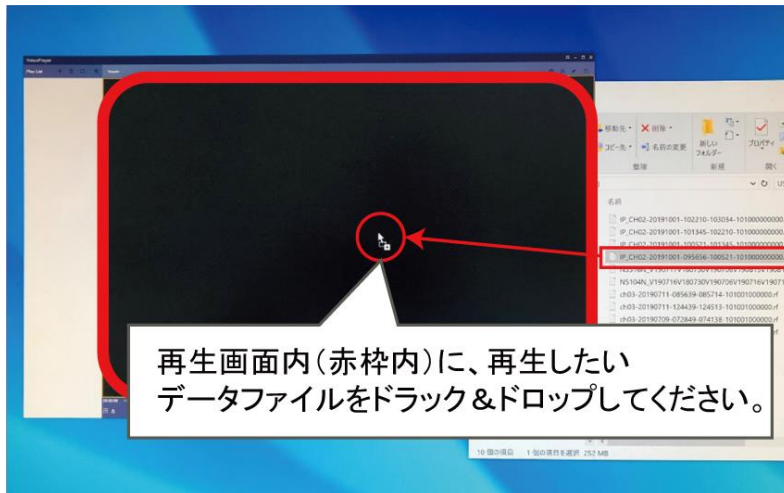 VideoPlayer
Play List
移動先
コピー先
削除
名前の変更
新しい
フォルダー
プロパティ
整理
新規
開く
名前
IP_CH02-20191001-102210-103034-101000000000.
IP_CH02-20191001-101345-102210-101000000000.
IP_CH02-20191001-100521-101345-101000000000.
IP_CH02-20191001-095656-100521-101000000000.
NS104N_V190716V180730V190706V190716V19071
ch03-20190711-085639-085714-101001000000.rf
ch03-20190711-124439-124513-101001000000.rf
ch03-20190709-072849-074138-101001000000.rf
再生画面内（赤枠内）に、再生したい
データファイルをドラック＆ドロップしてください。
10 個の項目 1 個の項目を選択 252 MB